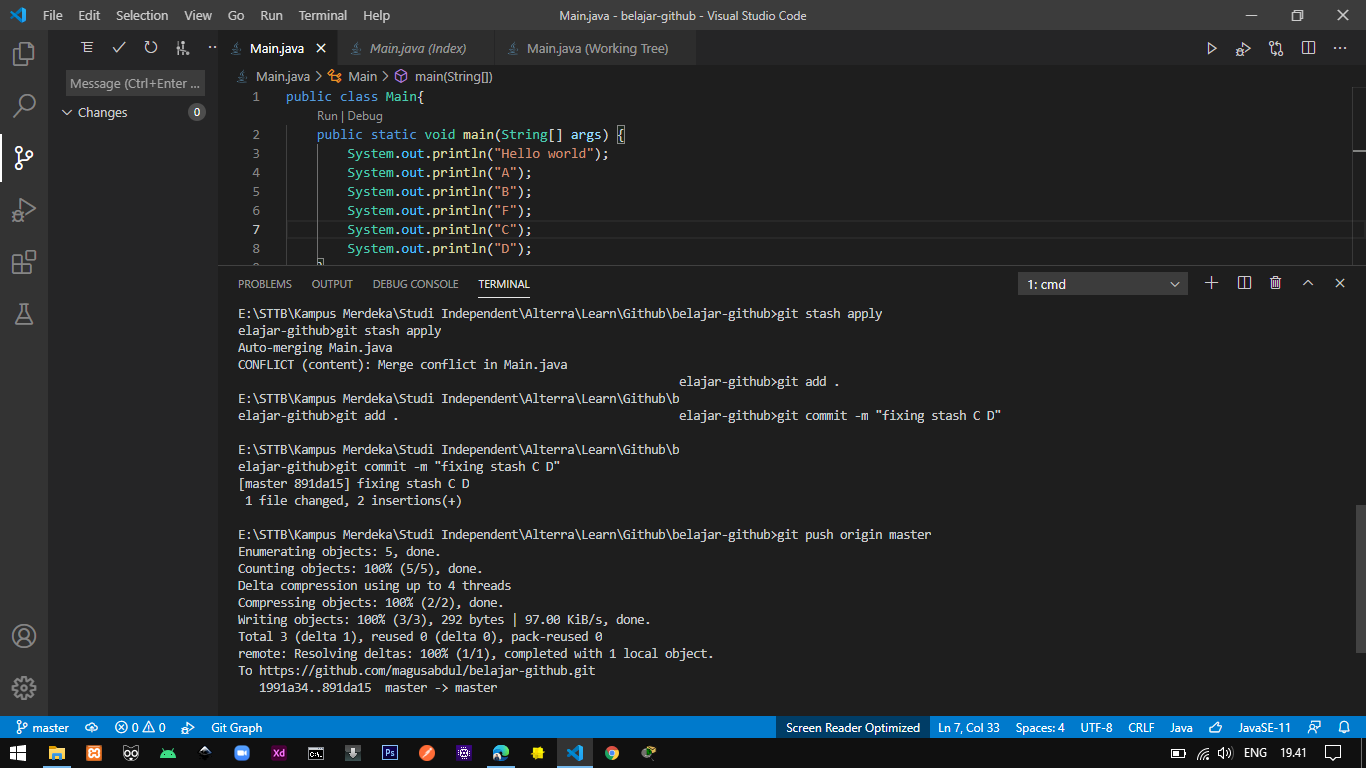 File Edit Selection View Go Run Terminal Help
Main.java - belajar-github - Visual Studio Code
Message (Ctrl+Enter ...
Changes 0
Main.java Main.java (Index) Main.java (Working Tree)
Main.java > Main > main(String[])
1 public class Main{
Run | Debug
2 public static void main(String[] args) {
3 System.out.println("Hello world");
4 System.out.println("A");
5 System.out.println("B");
6 System.out.println("F");
7 System.out.println("C");
8 System.out.println("D");
PROBLEMS OUTPUT DEBUG CONSOLE TERMINAL
1: cmd
E:\STTB\Kampus Merdeka\Studi Independent\Alterra\Learn\Github\belajar-github>git stash apply
elajar-github>git stash apply
Auto-merging Main.java
CONFLICT (content): Merge conflict in Main.java
elajar-github>git add .
E:\STTB\Kampus Merdeka\Studi Independent\Alterra\Learn\Github\b
elajar-github>git add . elajar-github>git commit -m "fixing stash C D"
E:\STTB\Kampus Merdeka\Studi Independent\Alterra\Learn\Github\b
elajar-github>git commit -m "fixing stash C D"
[master 891da15] fixing stash C D
1 file changed, 2 insertions(+)
E:\STTB\Kampus Merdeka\Studi Independent\Alterra\Learn\Github\belajar-github>git push origin master
Enumerating objects: 5, done.
Counting objects: 100% (5/5), done.
Delta compression using up to 4 threads
Compressing objects: 100% (2/2), done.
Writing objects: 100% (3/3), 292 bytes | 97.00 KiB/s, done.
Total 3 (delta 1), reused 0 (delta 0), pack-reused 0
remote: Resolving deltas: 100% (1/1), completed with 1 local object.
To https://github.com/magusabdul/belajar-github.git
1991a34..891da15 master -> master
master 0 0 Git Graph Screen Reader Optimized Ln 7, Col 33 Spaces: 4 UTF-8 CRLF Java JavaSE-11
Xd Ps ENG 19.41